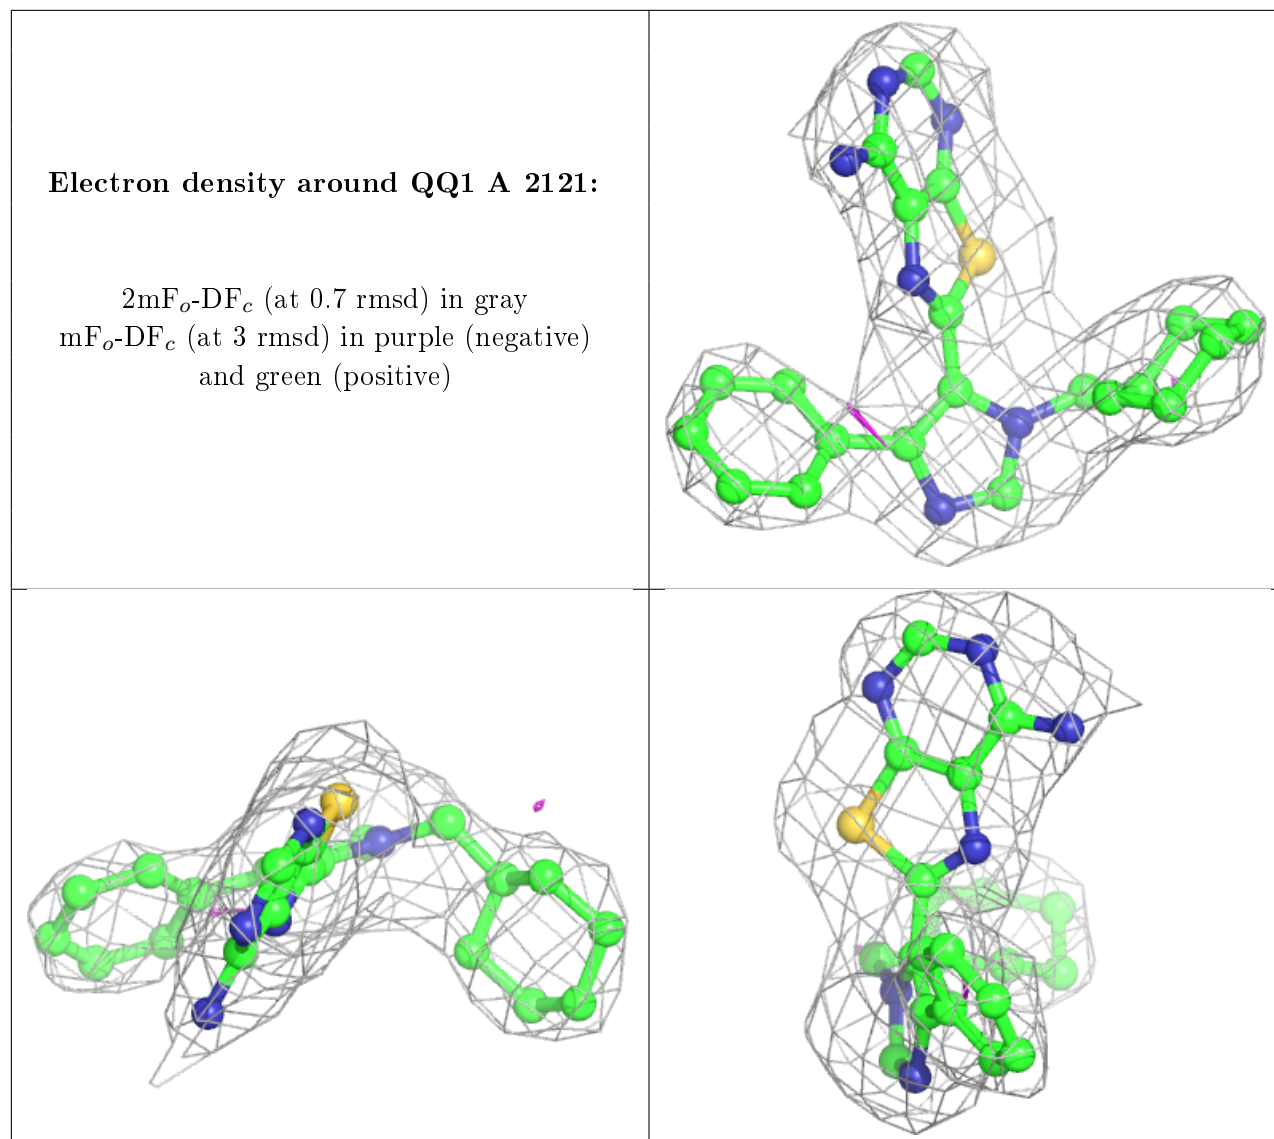 Electron density around QQ1 A 2121:
2mFₒ-DF𝒸 (at 0.7 rmsd) in gray
mFₒ-DF𝒸 (at 3 rmsd) in purple (negative)
and green (positive)